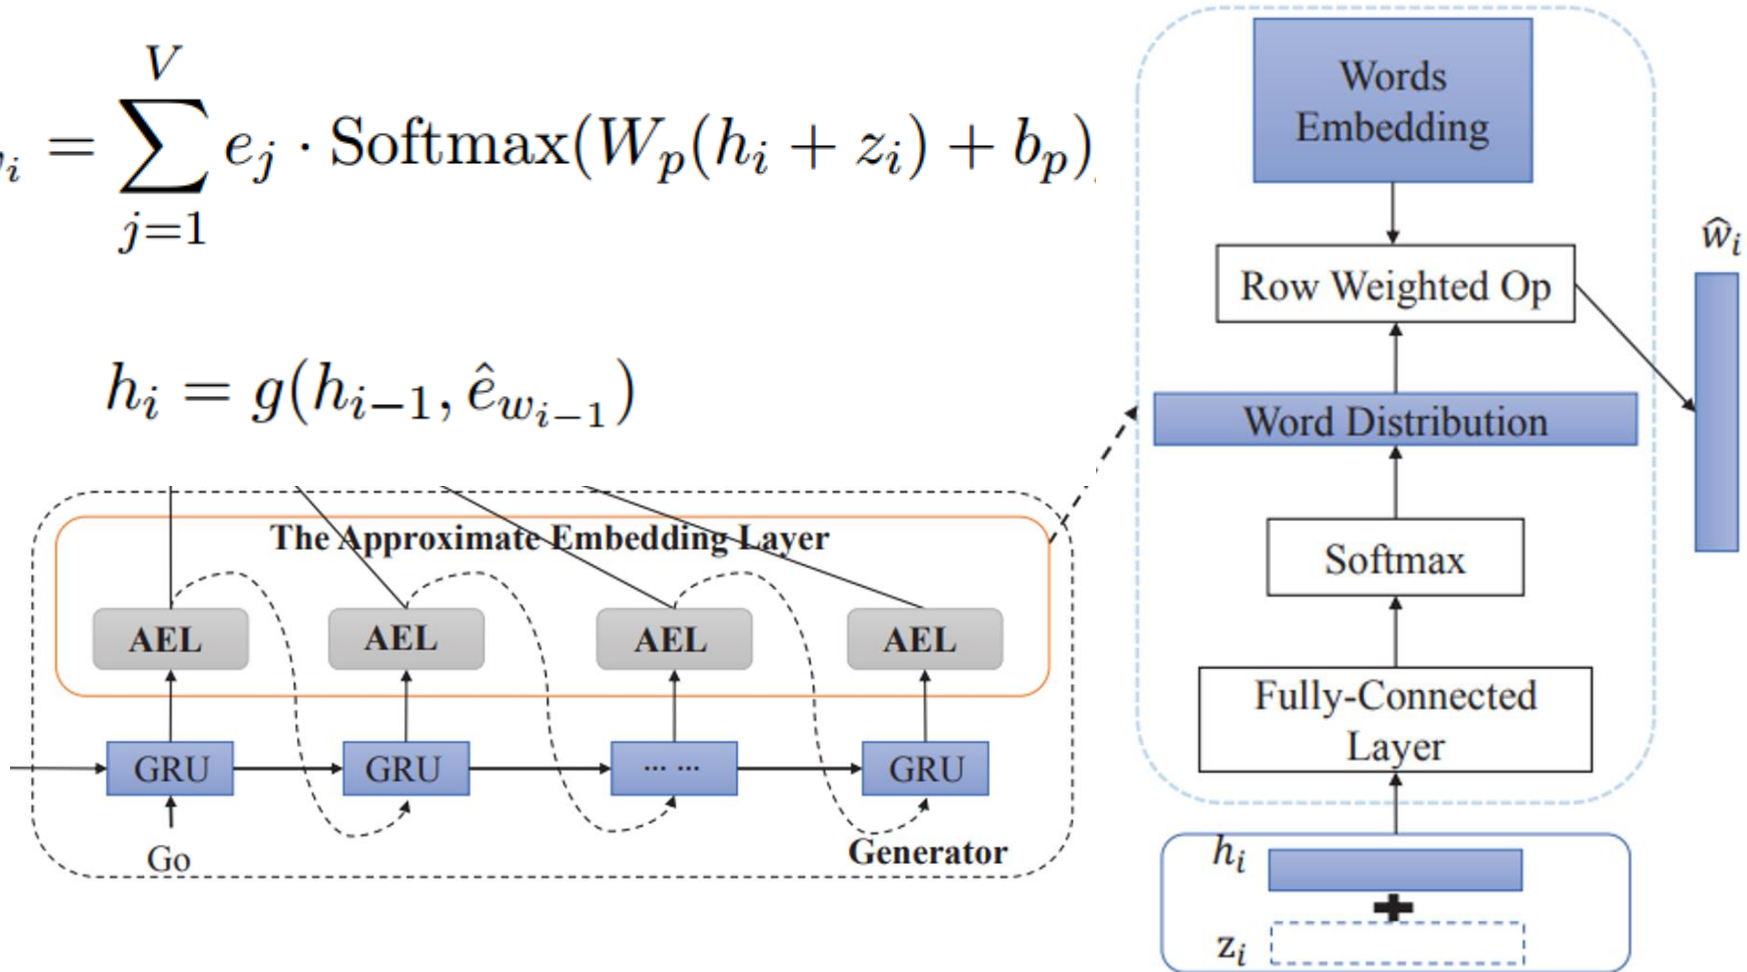 V
i = ∑ e_j · Softmax(W_p(h_i + z_i) + b_p)
j=1
h_i = g(h_{i−1}, ê_{w_{i−1}})
The Approximate Embedding Layer
AEL AEL AEL AEL
GRU GRU ... ... GRU
Go
Generator
Words
Embedding
Row Weighted Op
ŵ_i
Word Distribution
Softmax
Fully-Connected
Layer
h_i
+
z_i